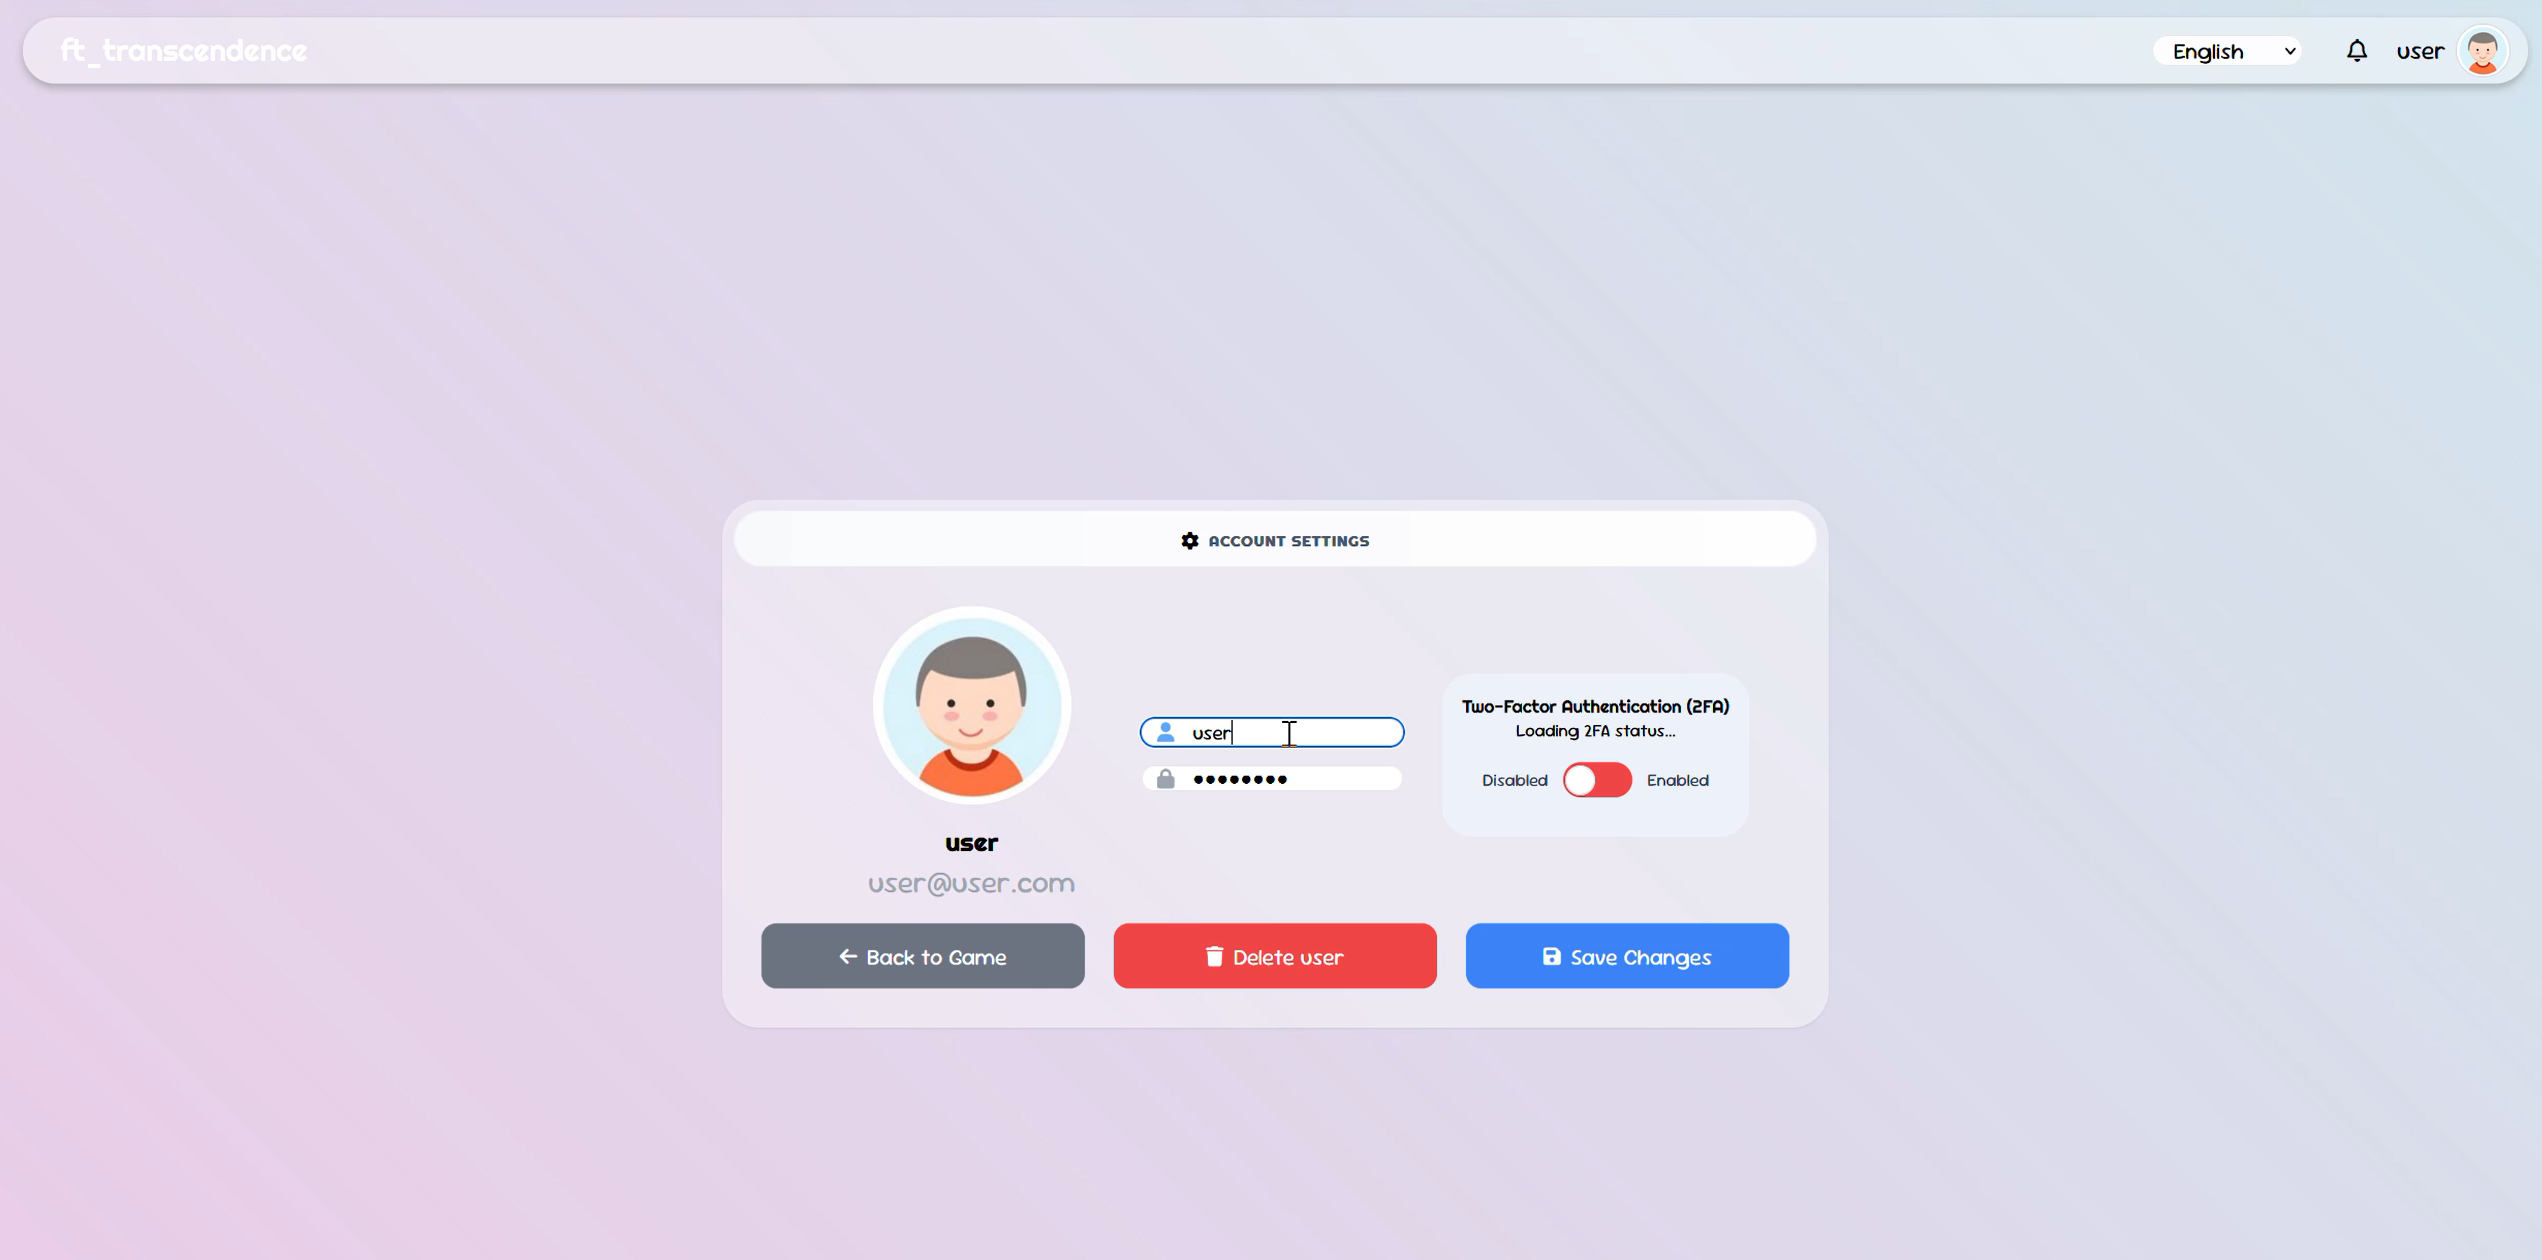 ft_transcendence
English
user
ACCOUNT SETTINGS
user
••••••••
Two-Factor Authentication (2FA)
Loading 2FA status...
Disabled
Enabled
user
user@user.com
Back to Game
Delete user
Save Changes